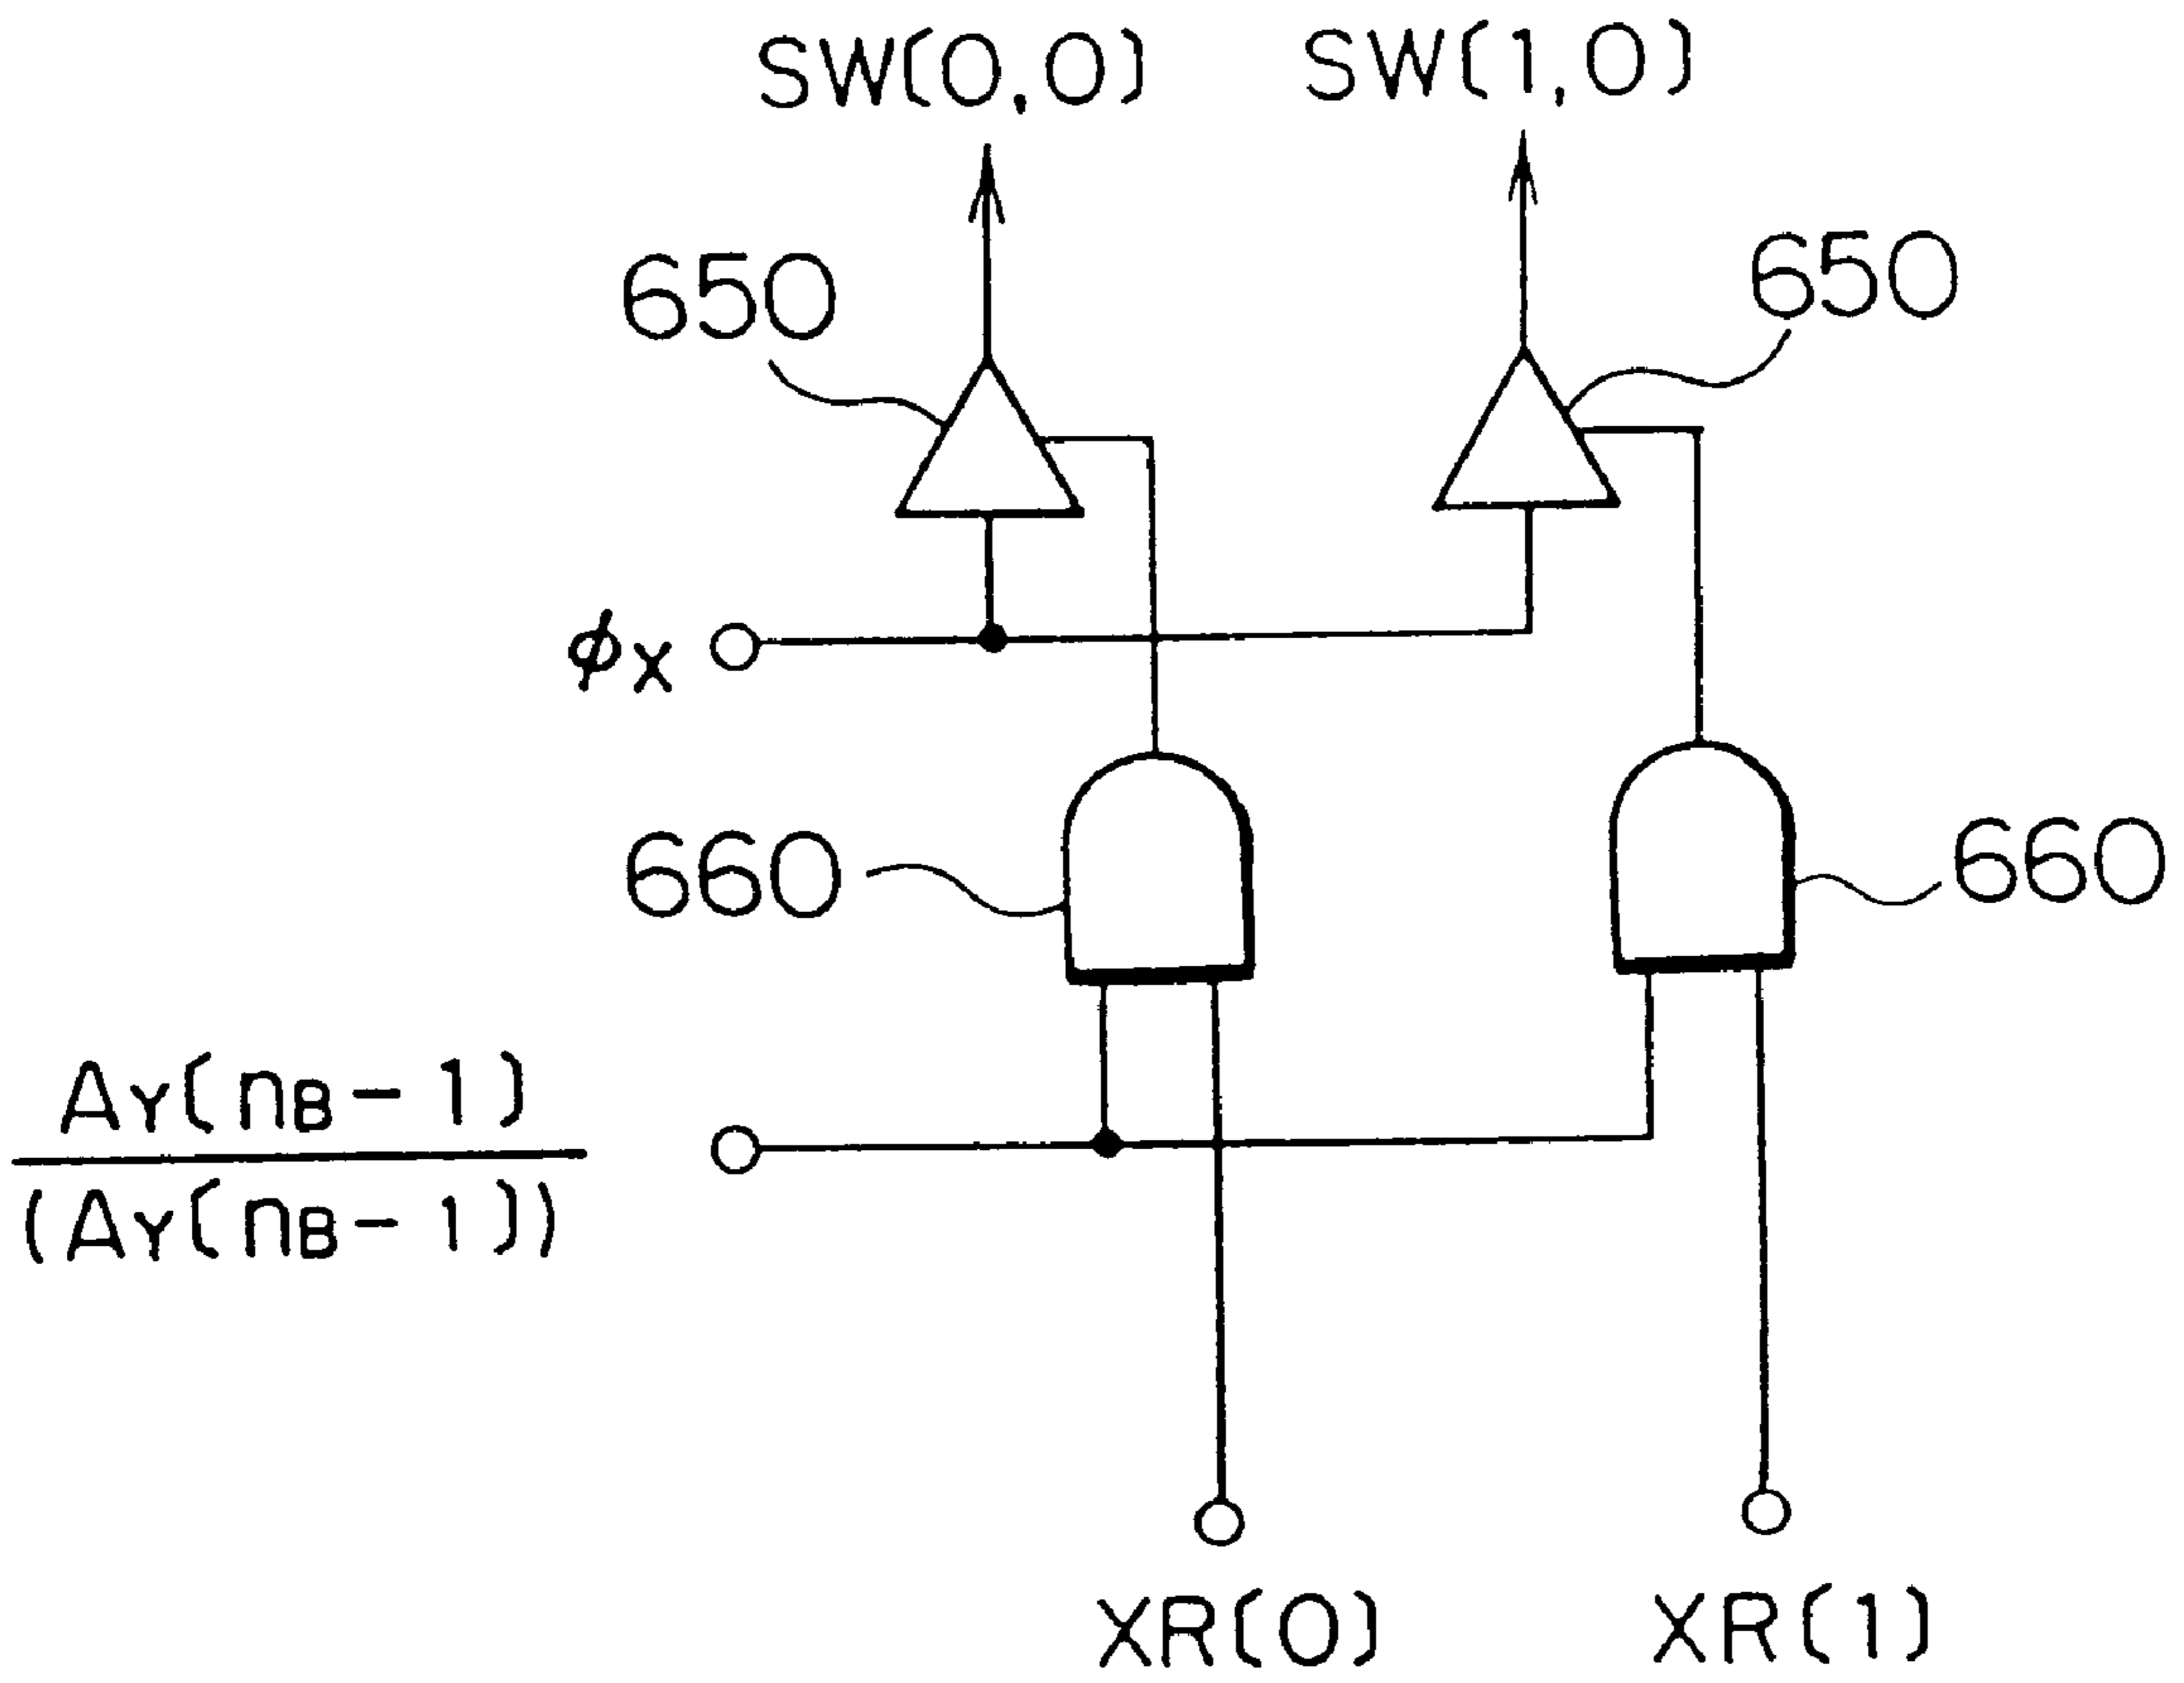 SW(0,0) SW(1,0)
650 650
ϕX
660 660
AY(nB-1)
(AY(nB-1))
XR(0) XR(1)